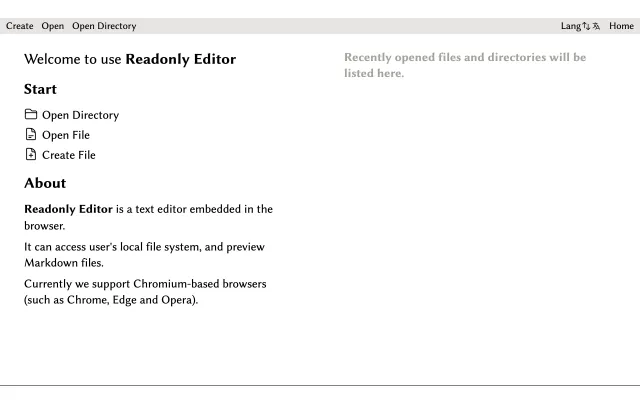 Create Open Open Directory
Lang
Home
Welcome to use Readonly Editor
Start
Open Directory
Open File
Create File
About
Readonly Editor is a text editor embedded in the
browser.
It can access user's local file system, and preview
Markdown files.
Currently we support Chromium-based browsers
(such as Chrome, Edge and Opera).
Recently opened files and directories will be
listed here.